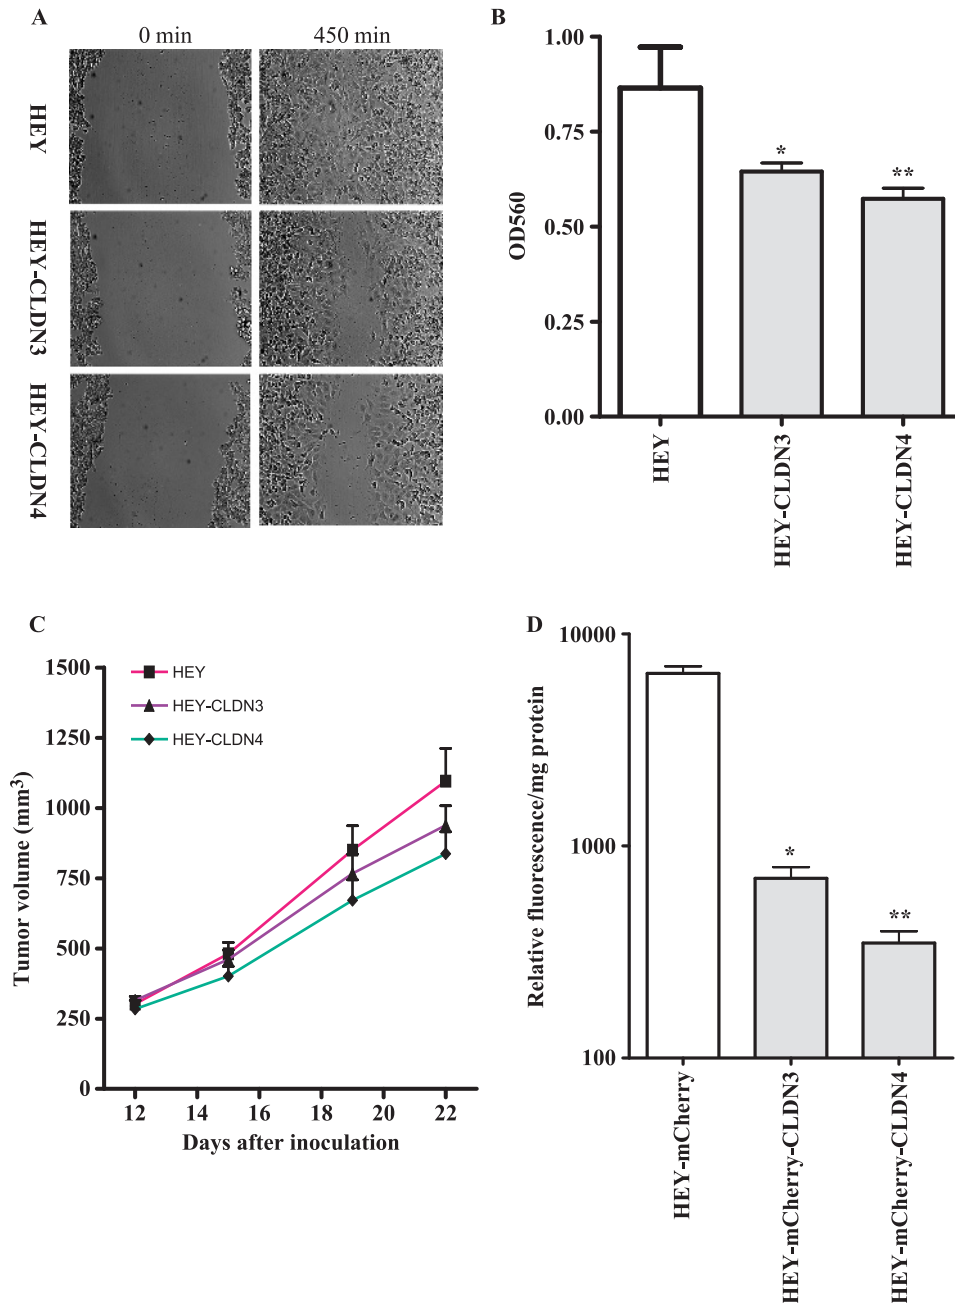 A
0 min
450 min
HEY
HEY-CLDN3
HEY-CLDN4
B
1.00
0.75
0.50
0.25
0.00
OD560
*
**
HEY
HEY-CLDN3
HEY-CLDN4
C
1500
1250
1000
750
500
250
0
Tumor volume (mm³)
HEY
HEY-CLDN3
HEY-CLDN4
12 14 16 18 20 22
Days after inoculation
D
10000
1000
100
Relative fluorescence/mg protein
*
**
HEY-mCherry
HEY-mCherry-CLDN3
HEY-mCherry-CLDN4